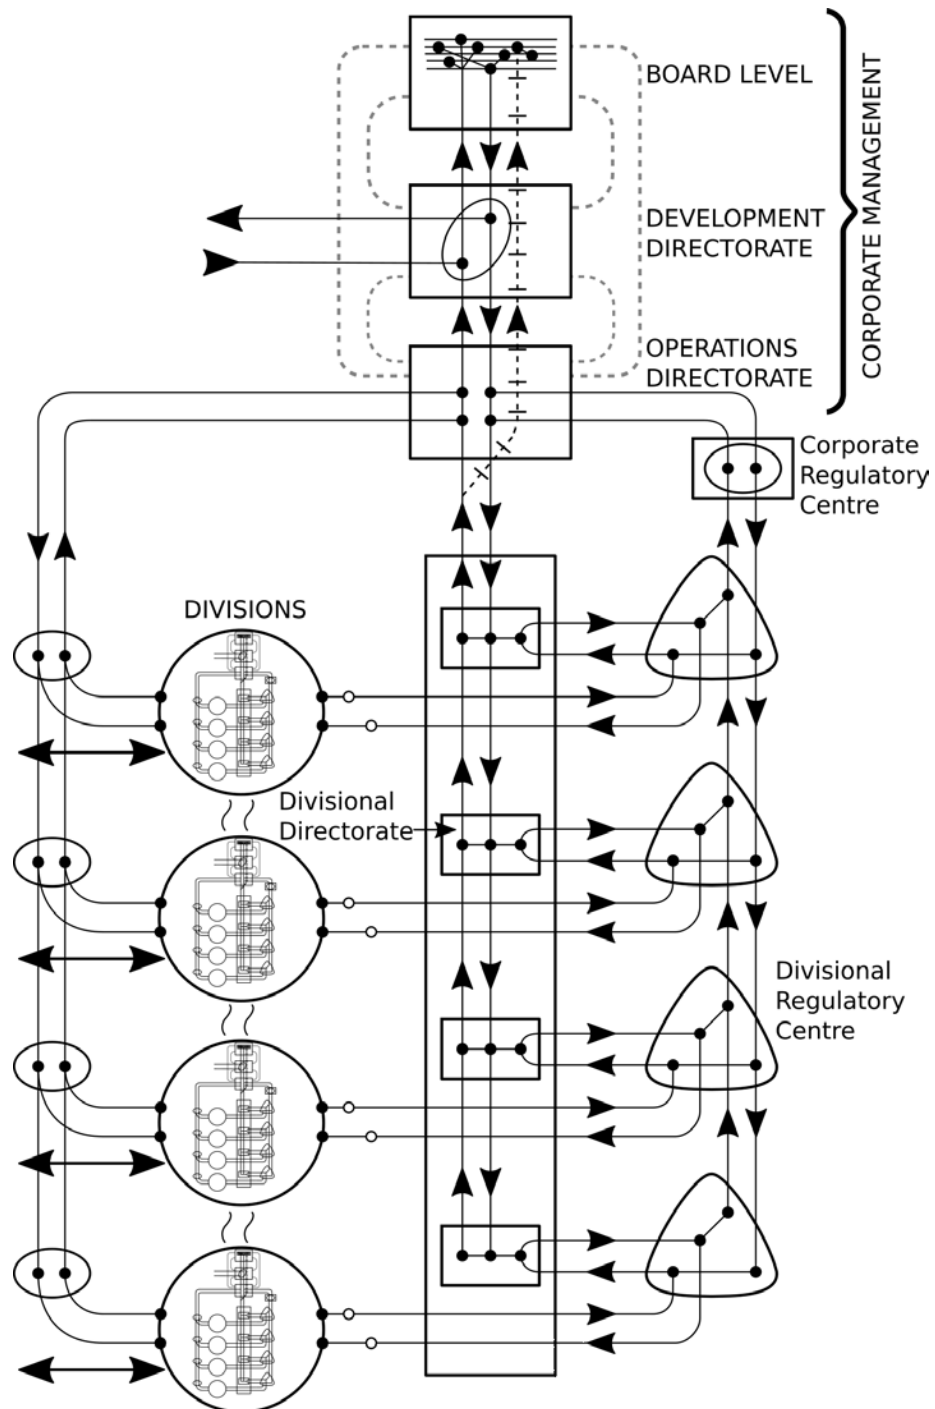 BOARD LEVEL
DEVELOPMENT
DIRECTORATE
OPERATIONS
DIRECTORATE
CORPORATE MANAGEMENT
Corporate
Regulatory
Centre
DIVISIONS
Divisional
Directorate
Divisional
Regulatory
Centre